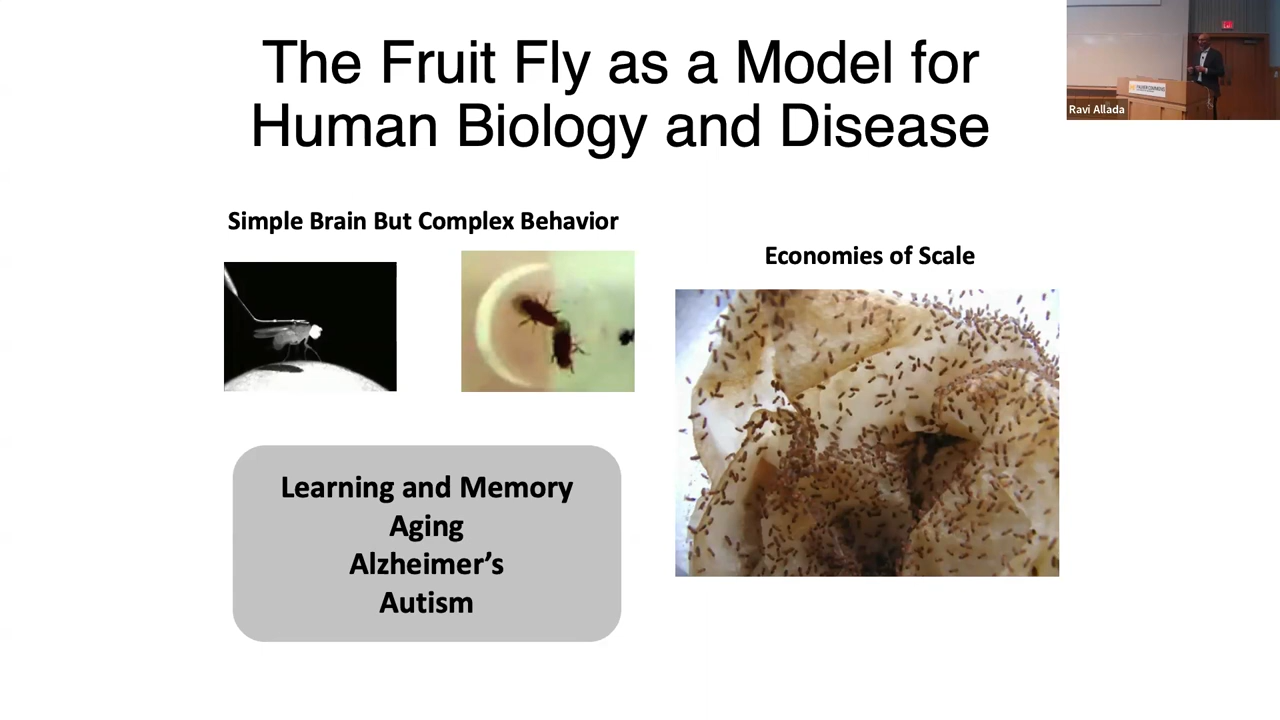 The Fruit Fly as a Model for
Human Biology and Disease
Ravi Allada
Simple Brain But Complex Behavior
Economies of Scale
Learning and Memory
Aging
Alzheimer’s
Autism